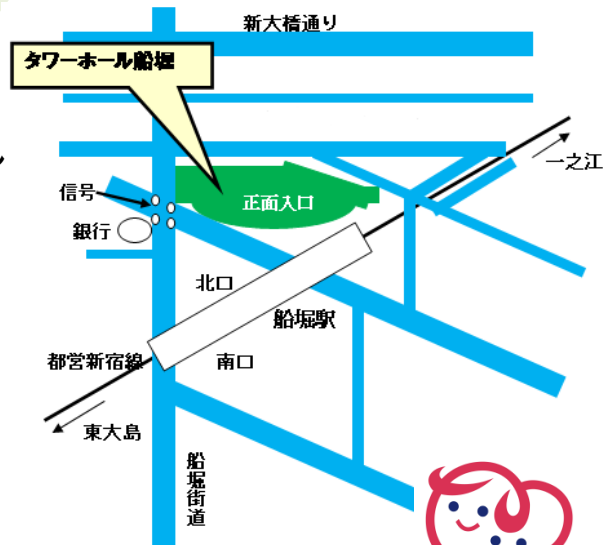 新大橋通り
タワーホール船堀
一之江
信号
正面入口
銀行
北口
船堀駅
都営新宿線
南口
東大島
船堀街道